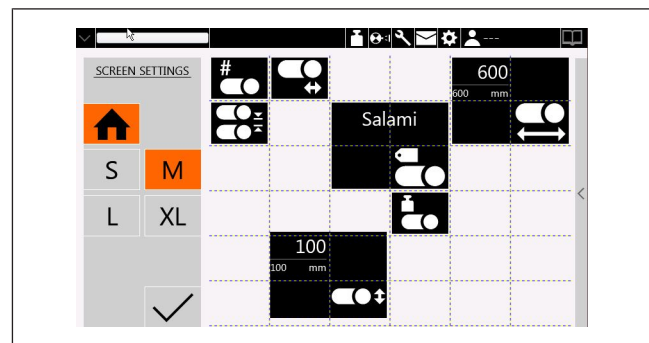 ---
SCREEN SETTINGS
#
600
600 mm
Salami
S M
L XL
100
100 mm